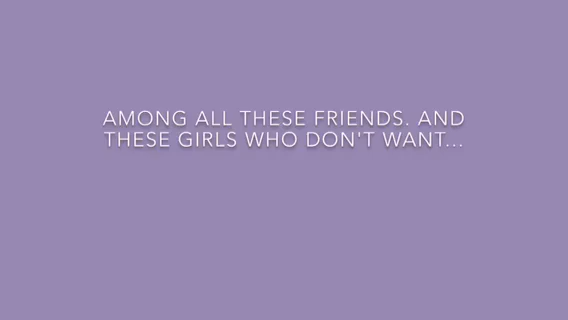 AMONG ALL THESE FRIENDS. AND
THESE GIRLS WHO DON'T WANT...